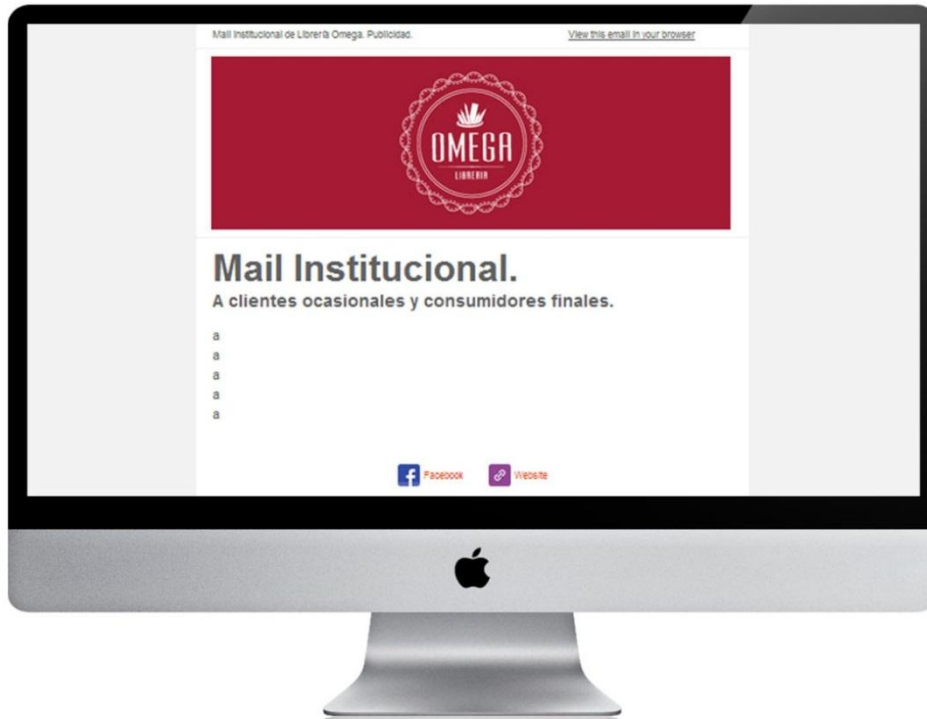 Mail Institucional de Librería Omega. Publicidad.
View this email in your browser
OMEGA
LIBRERIA
Mail Institucional.
A clientes ocasionales y consumidores finales.
a
a
a
a
a
Facebook
Website